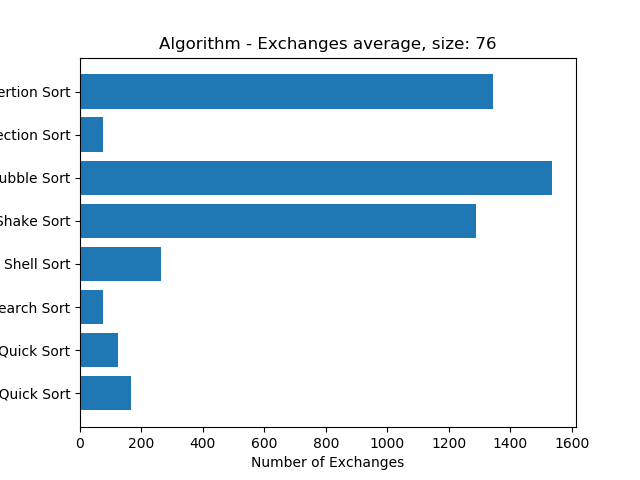 Algorithm - Exchanges average, size: 76
ertion Sort
ection Sort
ubble Sort
Shake Sort
Shell Sort
earch Sort
Quick Sort
Quick Sort
0 200 400 600 800 1000 1200 1400 1600
Number of Exchanges